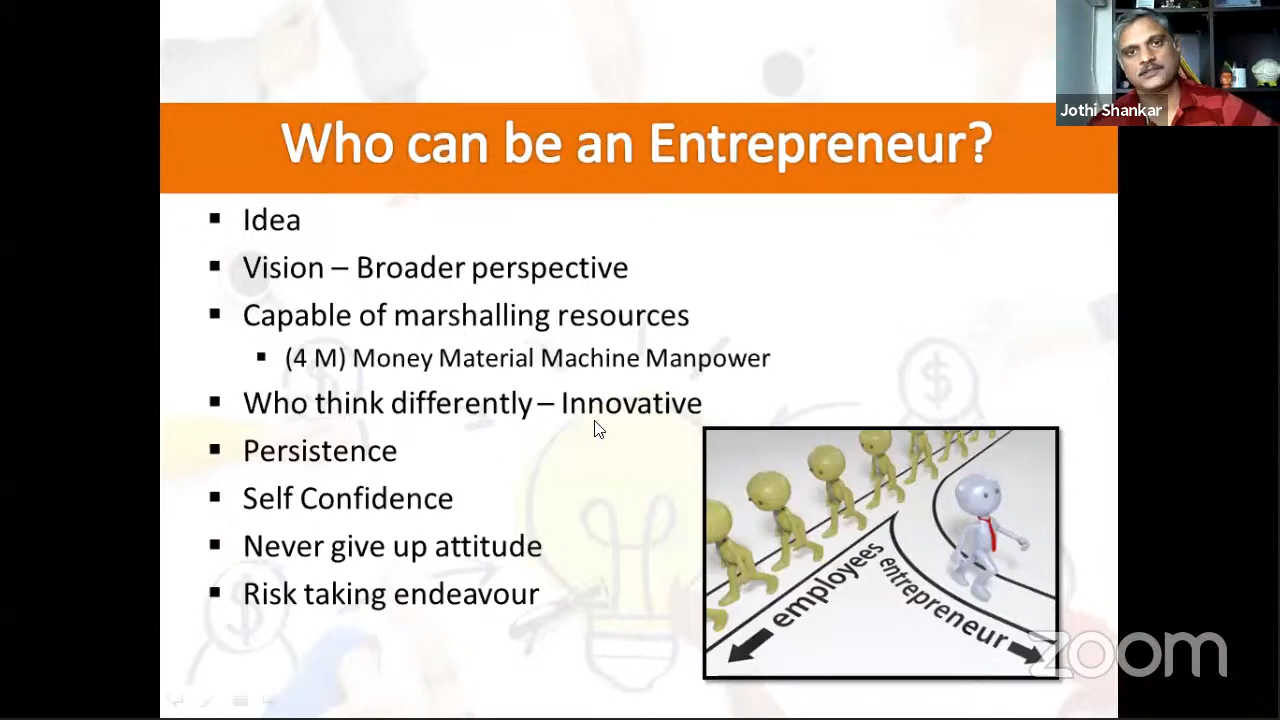 Jothi Shankar
Who can be an Entrepreneur?
Idea
Vision – Broader perspective
Capable of marshalling resources
(4 M) Money Material Machine Manpower
Who think differently – Innovative
Persistence
Self Confidence
Never give up attitude
Risk taking endeavour
employees
entrepreneur
zoom